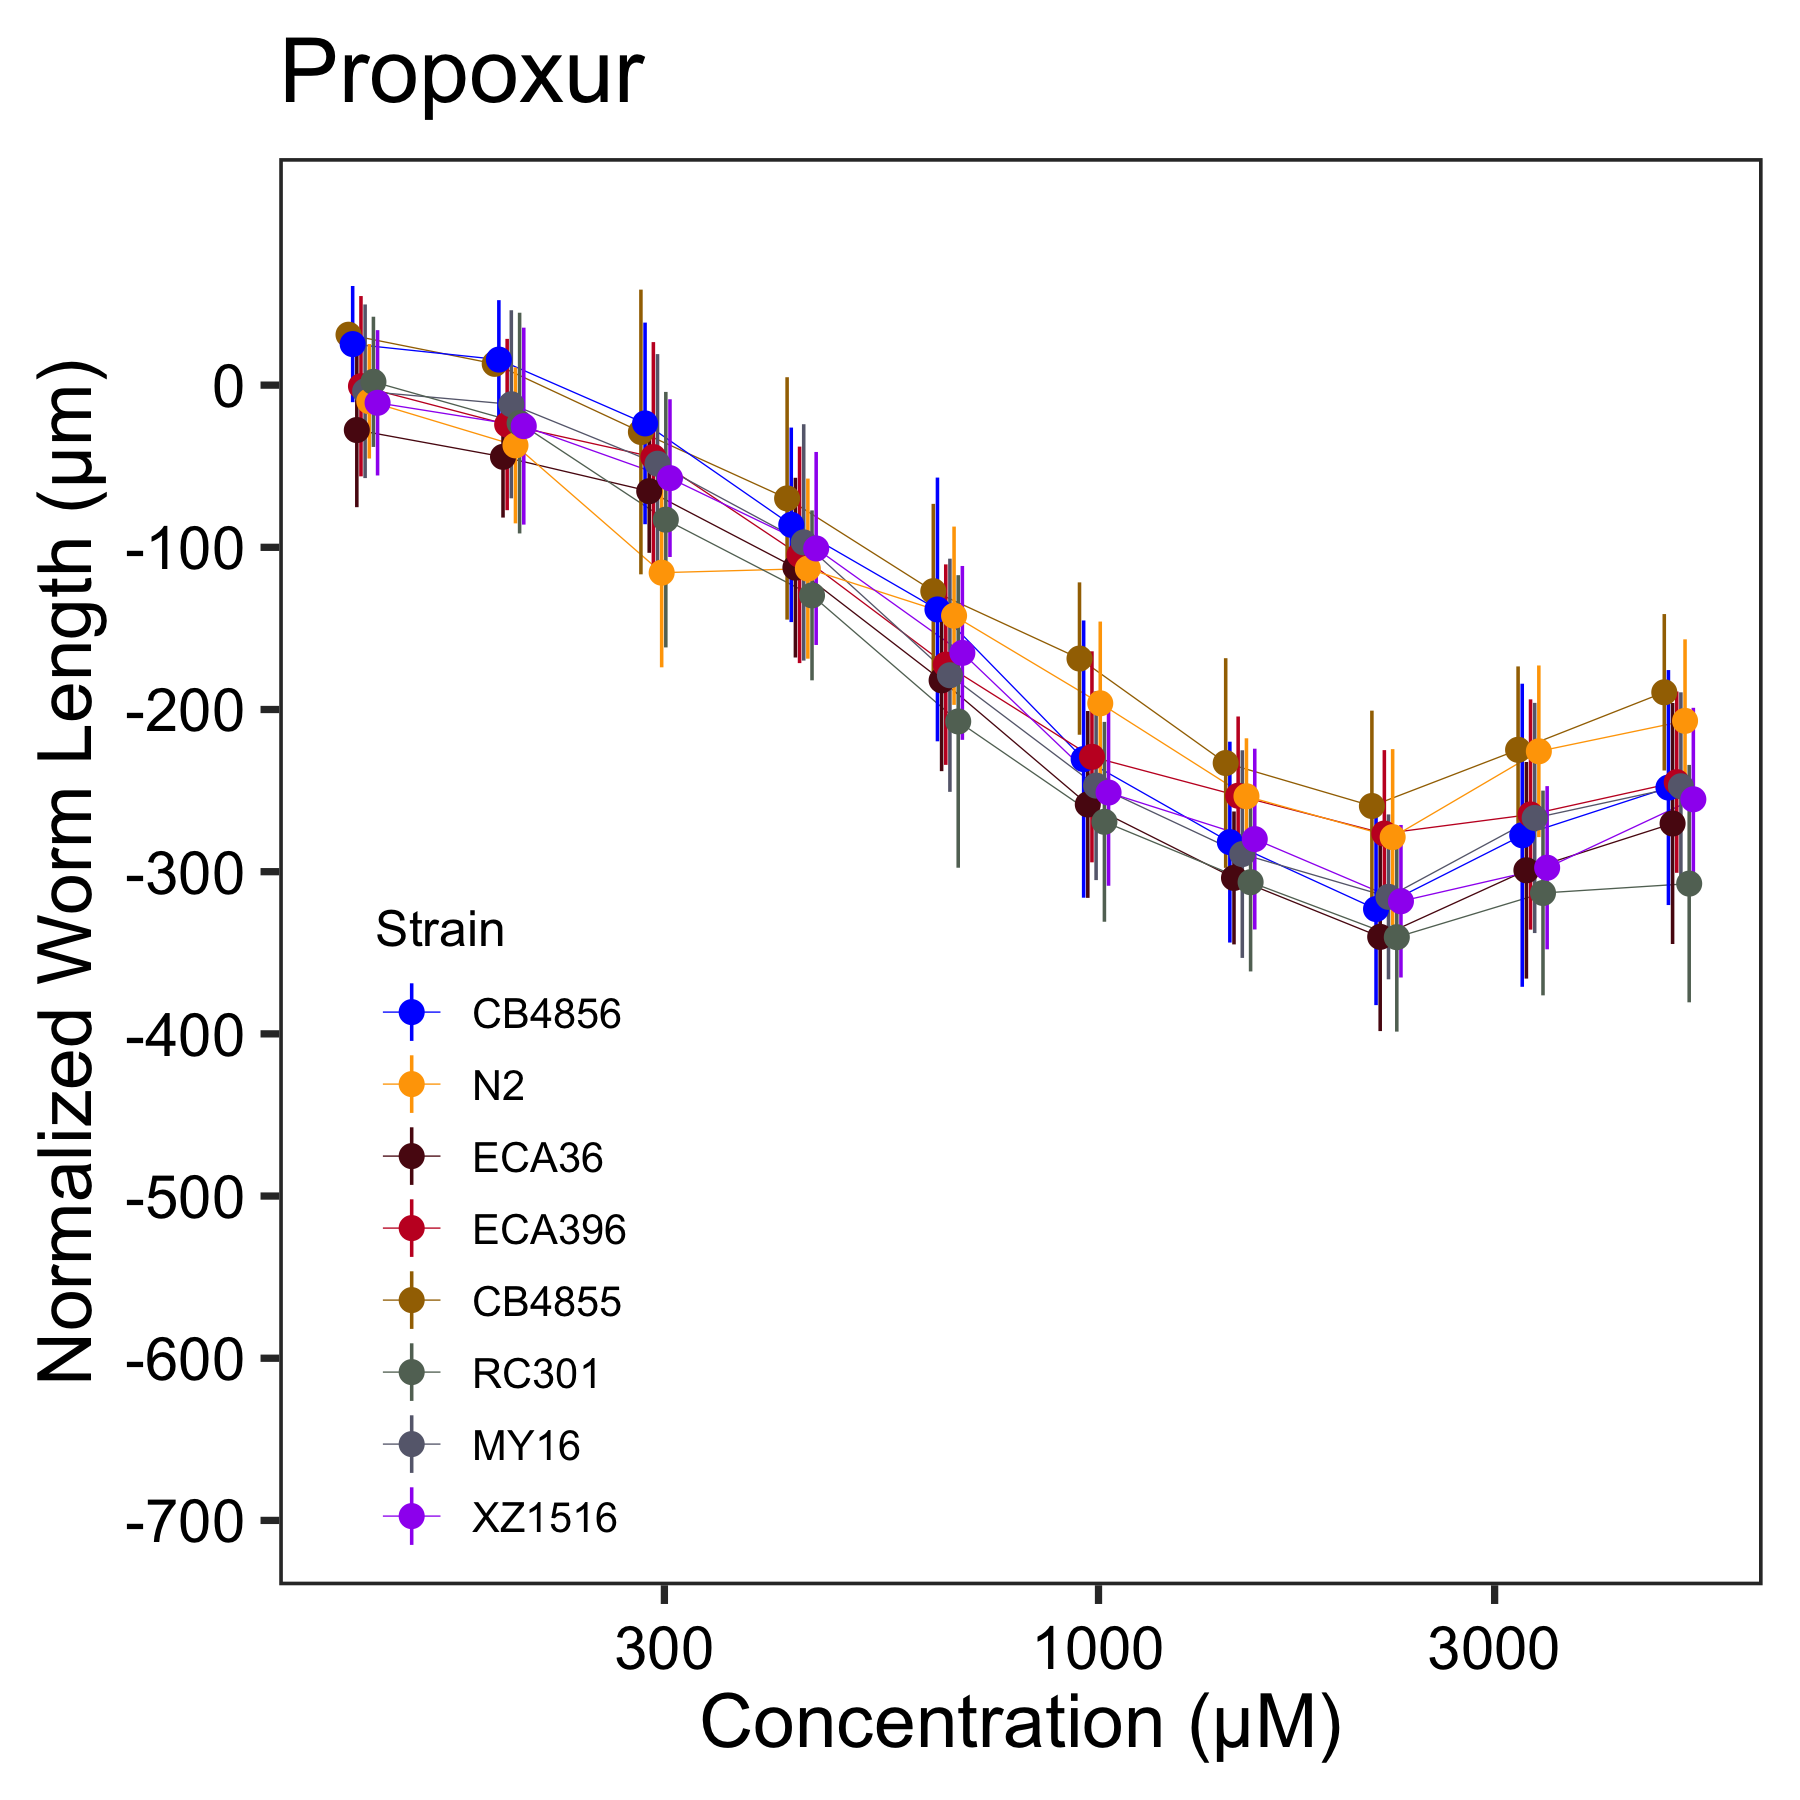 Propoxur
Normalized Worm Length (µm)
0
-100
-200
-300
-400
-500
-600
-700
Strain
CB4856
N2
ECA36
ECA396
CB4855
RC301
MY16
XZ1516
300 1000 3000
Concentration (µM)